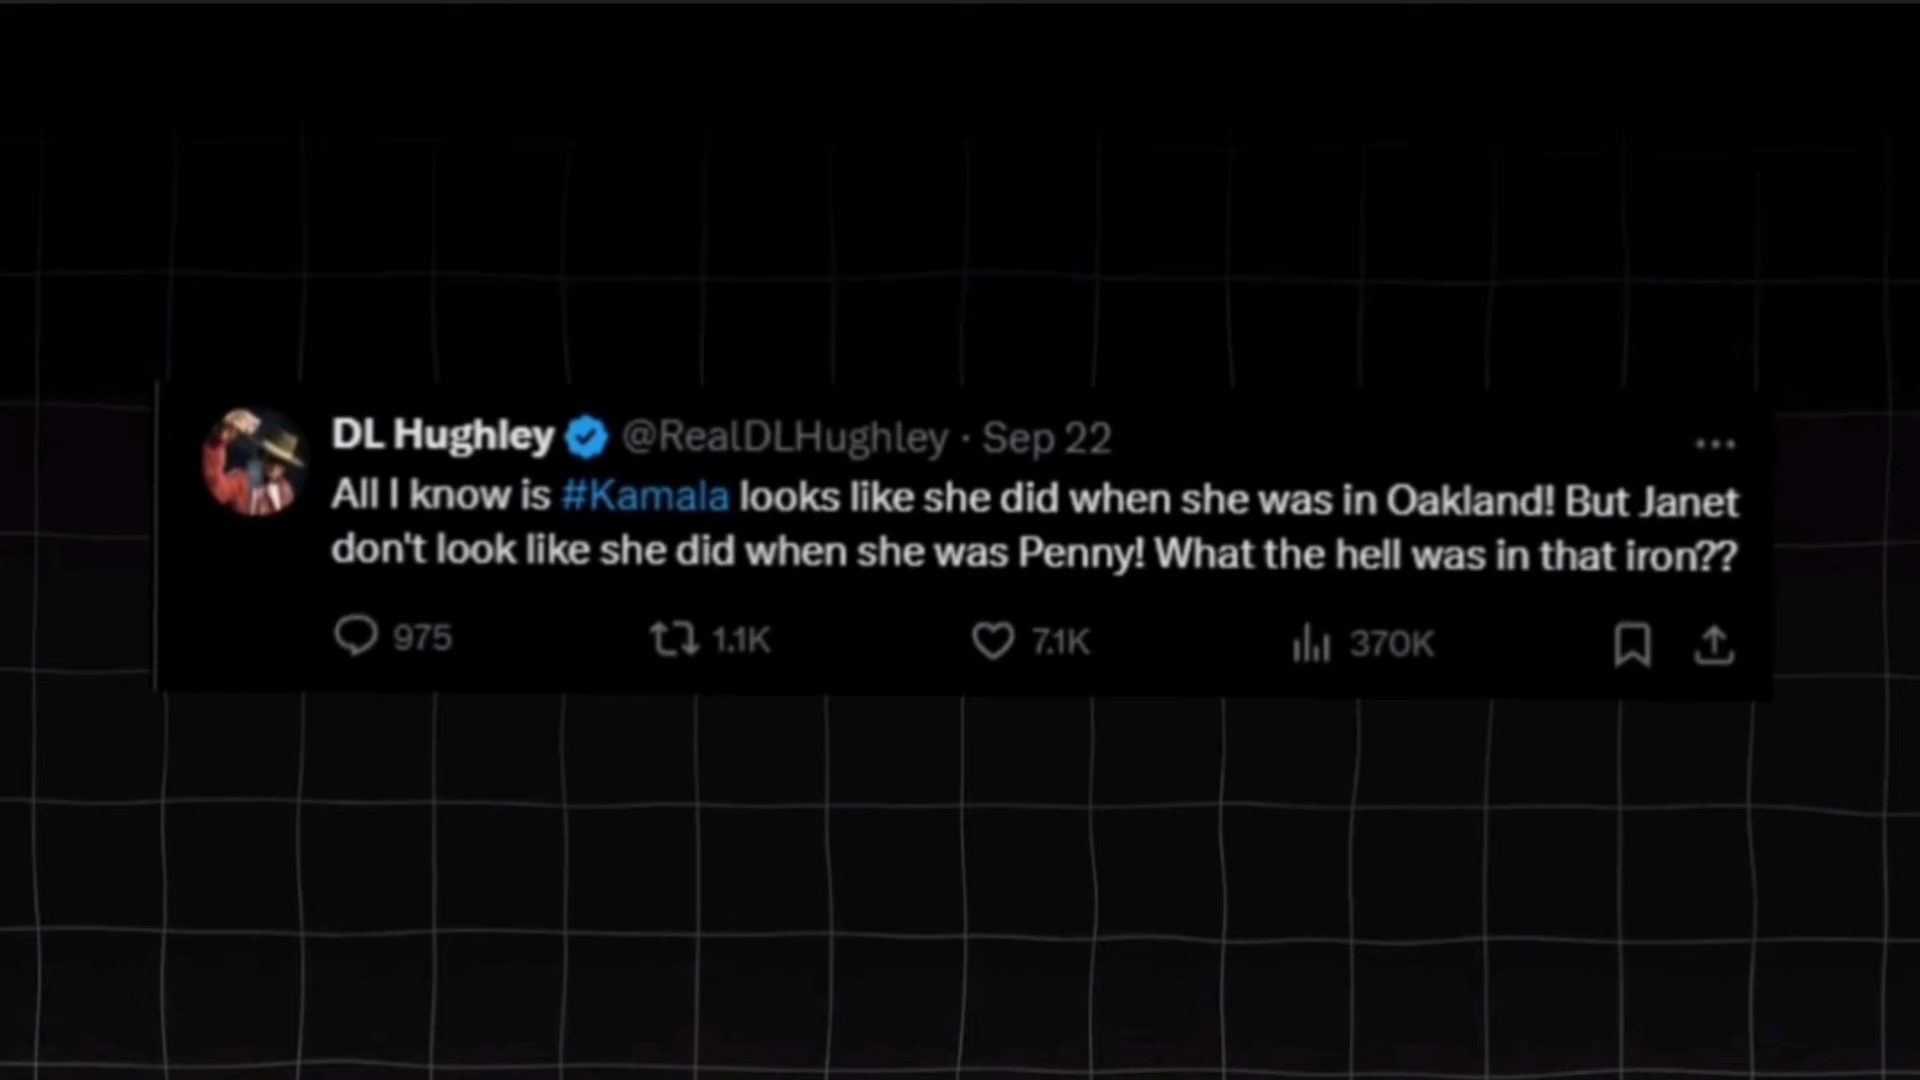 DL Hughley @RealDLHughley · Sep 22
All I know is #Kamala looks like she did when she was in Oakland! But Janet
don't look like she did when she was Penny! What the hell was in that iron??
975 1.1K 7.1K 370K